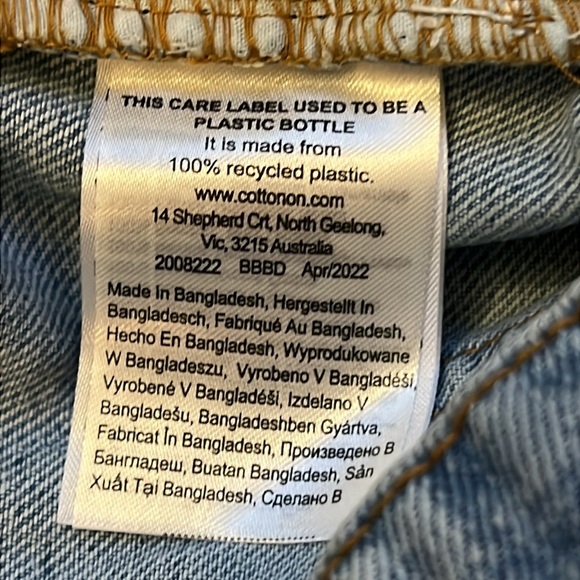 THIS CARE LABEL USED TO BE A
PLASTIC BOTTLE
It is made from
100% recycled plastic.
www.cottonon.com
14 Shepherd Crt, North Geelong,
Vic, 3215 Australia
2008222 BBBD Apr/2022
Made In Bangladesh, Hergestellt In
Bangladesch, Fabriqué Au Bangladesh,
Hecho En Bangladesh, Wyprodukowane
W Bangladeszu, Vyrobeno V Bangladéši,
Vyrobené V Bangladéši, Izdelano V
Bangladešu, Bangladeshben Gyártva,
Fabricat În Bangladesh, Произведено В
Бангладеш, Buatan Bangladesh, Sản
Xuất Tại Bangladesh, Сделано В